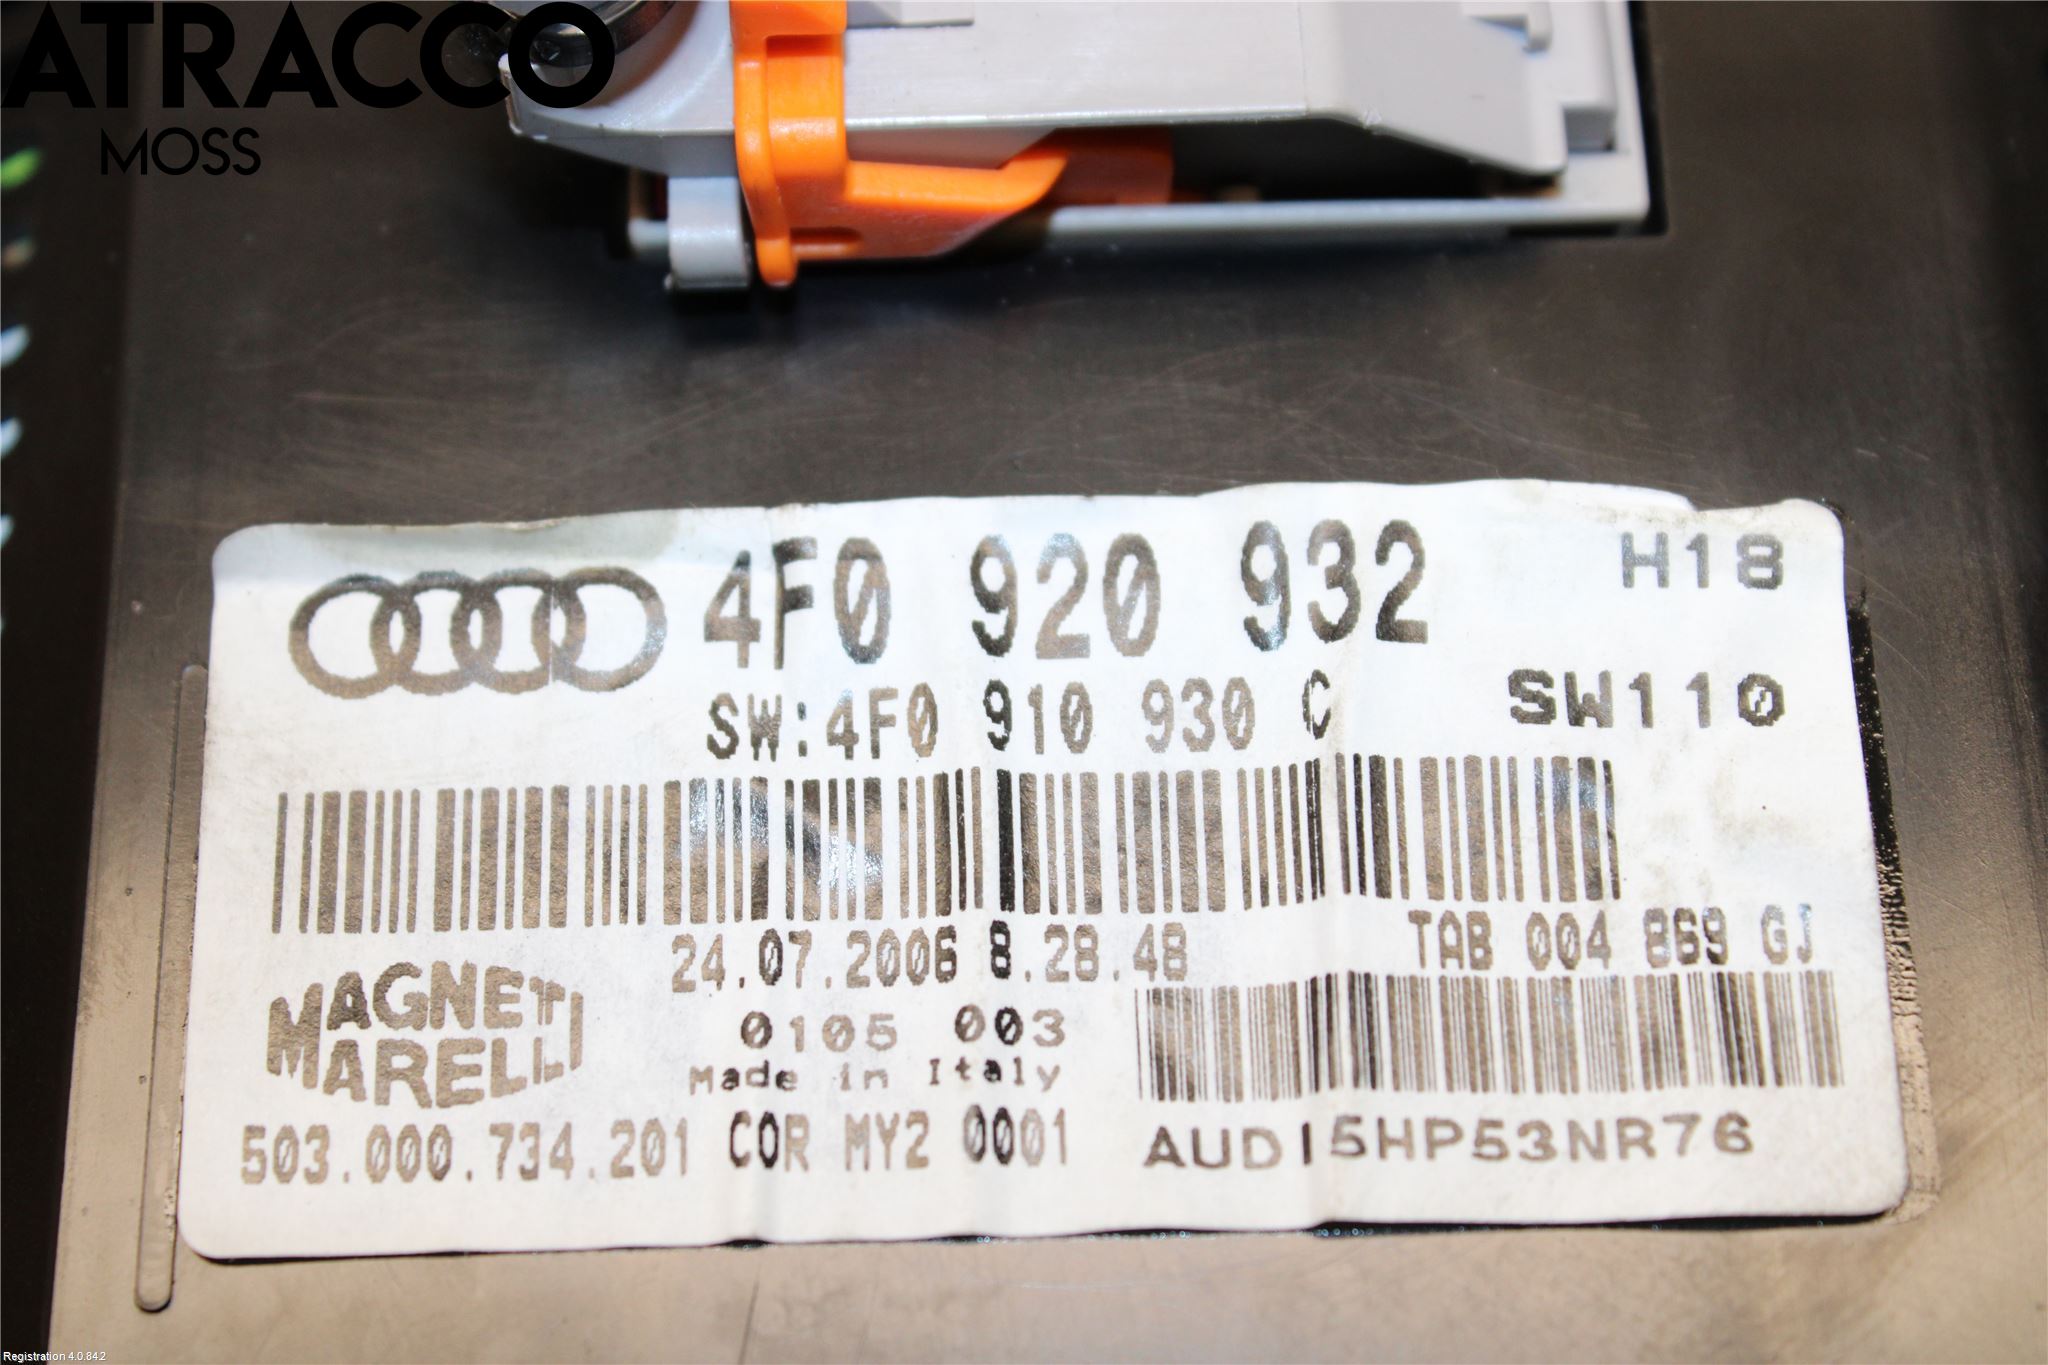 ATRACCO
MOSS
4F0 920 932 H18
SW:4F0 910 930 C SW110
24.07.2006 8.28.48 TAB 004 869 GJ
MAGNETI
MARELLI
0105 003
Made in Italy
503.000.734.201 COR MY2 0001 AUDI5HP53NR76
Registration 4.0.842